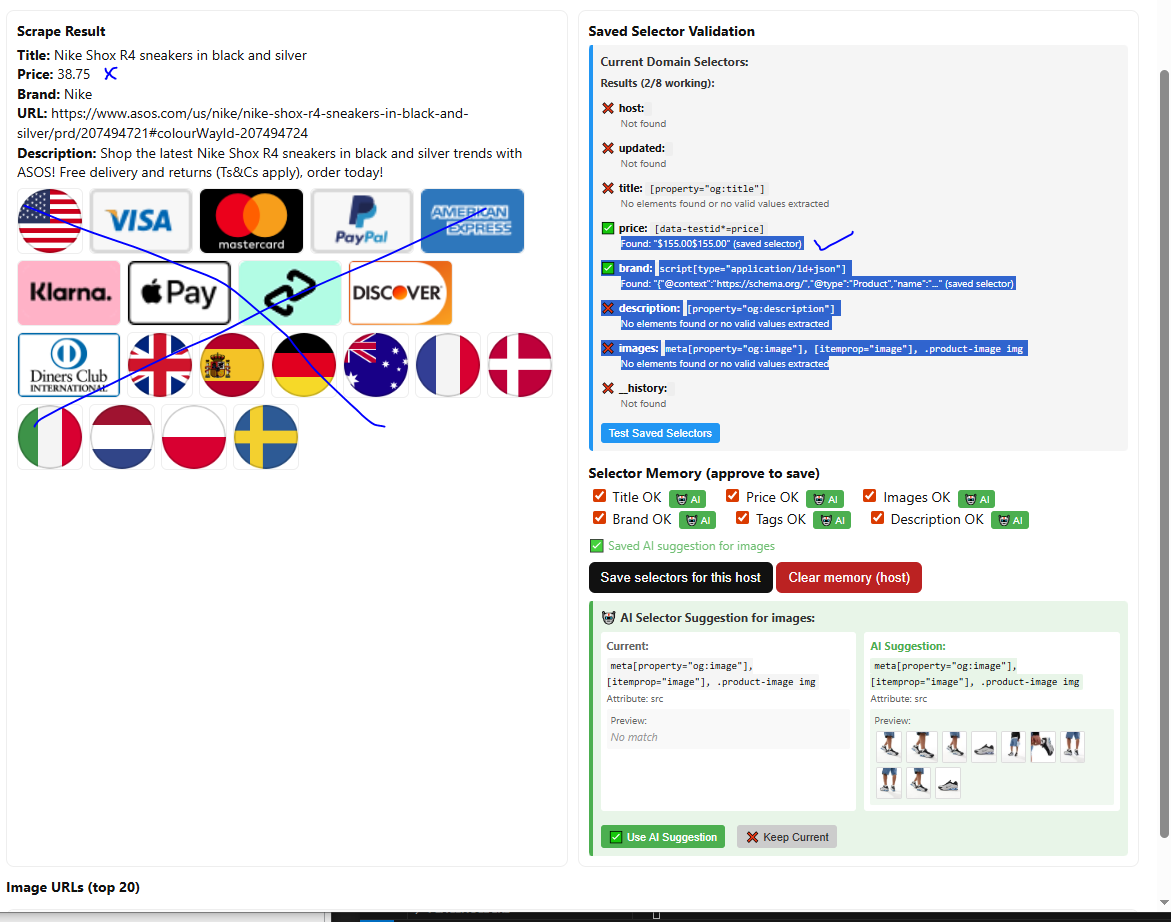 Scrape Result
Title: Nike Shox R4 sneakers in black and silver
Price: 38.75
Brand: Nike
URL: https://www.asos.com/us/nike/nike-shox-r4-sneakers-in-black-and-
silver/prd/207494721#colourWayId-207494724
Description: Shop the latest Nike Shox R4 sneakers in black and silver trends with
ASOS! Free delivery and returns (Ts&Cs apply), order today!
VISA
mastercard
PayPal
AMERICAN
EXPRESS
Klarna.
Pay
DISCOVER
Diners Club
INTERNATIONAL
Saved Selector Validation
Current Domain Selectors:
Results (2/8 working):
host:
Not found
updated:
Not found
title: [property="og:title"]
No elements found or no valid values extracted
price: [data-testid*=price]
Found: "$155.00$155.00" (saved selector)
brand: script[type="application/ld+json"]
Found: "{"@context":"https://schema.org/","@type":"Product","name":"..." (saved selector)
description: [property="og:description"]
No elements found or no valid values extracted
images: meta[property="og:image"], [itemprop="image"], .product-image img
No elements found or no valid values extracted
__history:
Not found
Test Saved Selectors
Selector Memory (approve to save)
Title OK AI Price OK AI Images OK AI
Brand OK AI Tags OK AI Description OK AI
Saved AI suggestion for images
Save selectors for this host Clear memory (host)
AI Selector Suggestion for images:
Current:
meta[property="og:image"],
[itemprop="image"], .product-image img
Attribute: src
Preview:
No match
AI Suggestion:
meta[property="og:image"],
[itemprop="image"], .product-image img
Attribute: src
Preview:
Use AI Suggestion Keep Current
Image URLs (top 20)